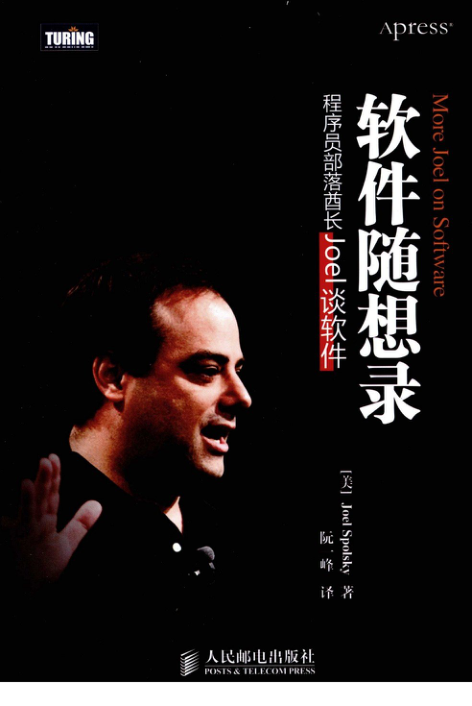 TURING
Apress®
More Joel on Software
软件随想录
程序员部落酋长Joel谈软件
[美] Joel Spolsky 著
阮一峰 译
人民邮电出版社
POSTS & TELECOM PRESS